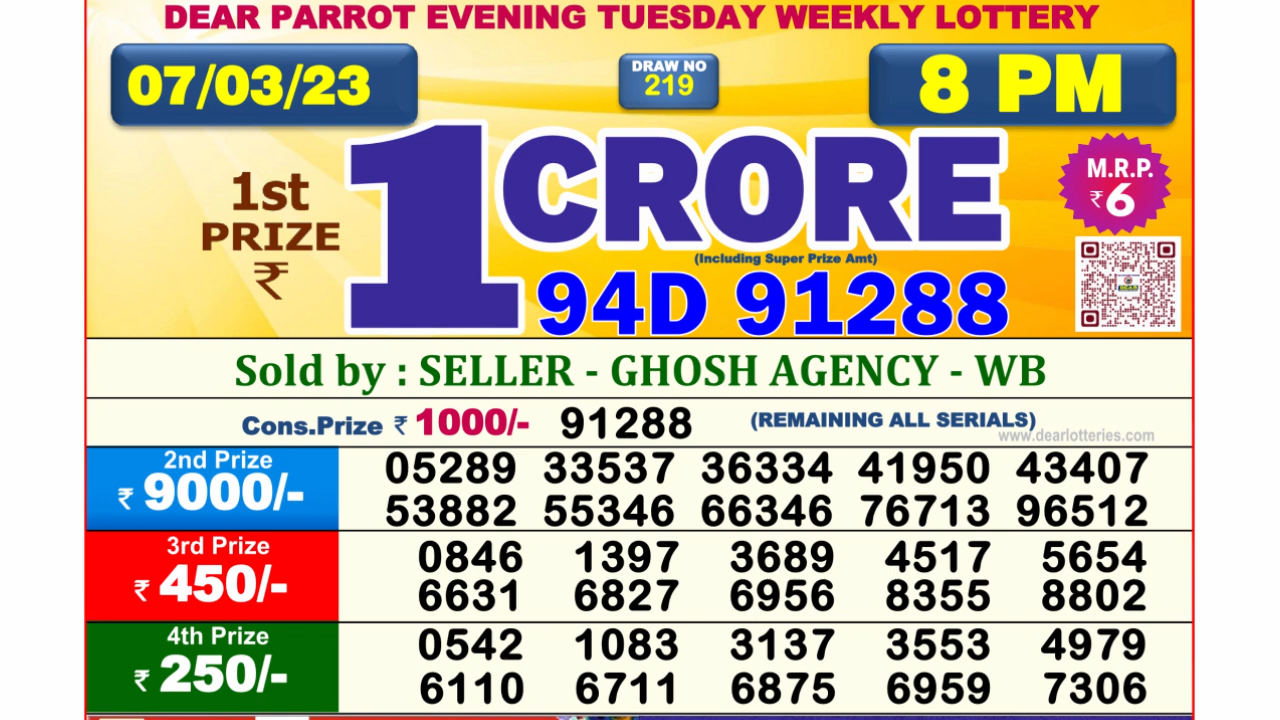 DEAR PARROT EVENING TUESDAY WEEKLY LOTTERY
07/03/23
DRAW NO
219
8 PM
1st
PRIZE
₹
1 CRORE
(Including Super Prize Amt)
94D 91288
M.R.P.
₹6
Sold by : SELLER - GHOSH AGENCY - WB
Cons.Prize ₹ 1000/- 91288 (REMAINING ALL SERIALS)
www.dearlotteries.com
2nd Prize
₹ 9000/-
05289 33537 36334 41950 43407
53882 55346 66346 76713 96512
3rd Prize
₹ 450/-
0846 1397 3689 4517 5654
6631 6827 6956 8355 8802
4th Prize
₹ 250/-
0542 1083 3137 3553 4979
6110 6711 6875 6959 7306